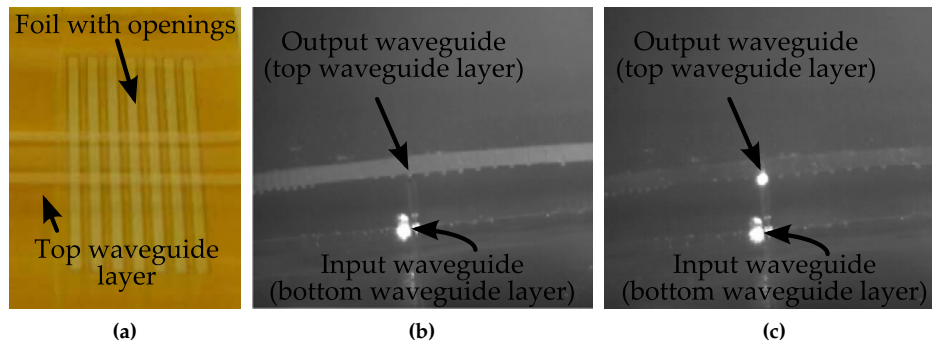 Foil with openings
Top waveguide
layer
(a)
Output waveguide
(top waveguide layer)
Input waveguide
(bottom waveguide layer)
(b)
Output waveguide
(top waveguide layer)
Input waveguide
(bottom waveguide layer)
(c)